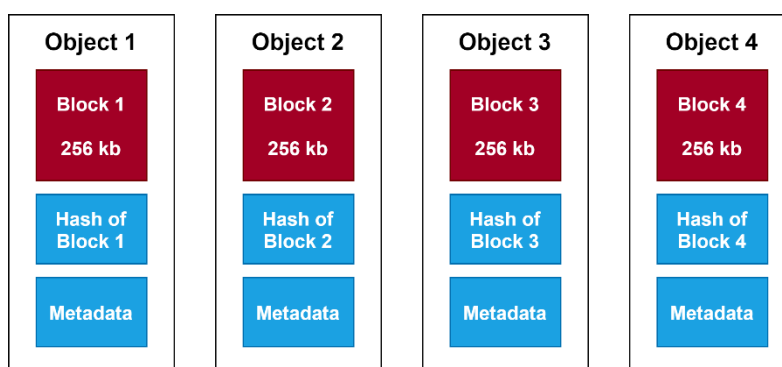 Object 1
Block 1
256 kb
Hash of
Block 1
Metadata
Object 2
Block 2
256 kb
Hash of
Block 2
Metadata
Object 3
Block 3
256 kb
Hash of
Block 3
Metadata
Object 4
Block 4
256 kb
Hash of
Block 4
Metadata